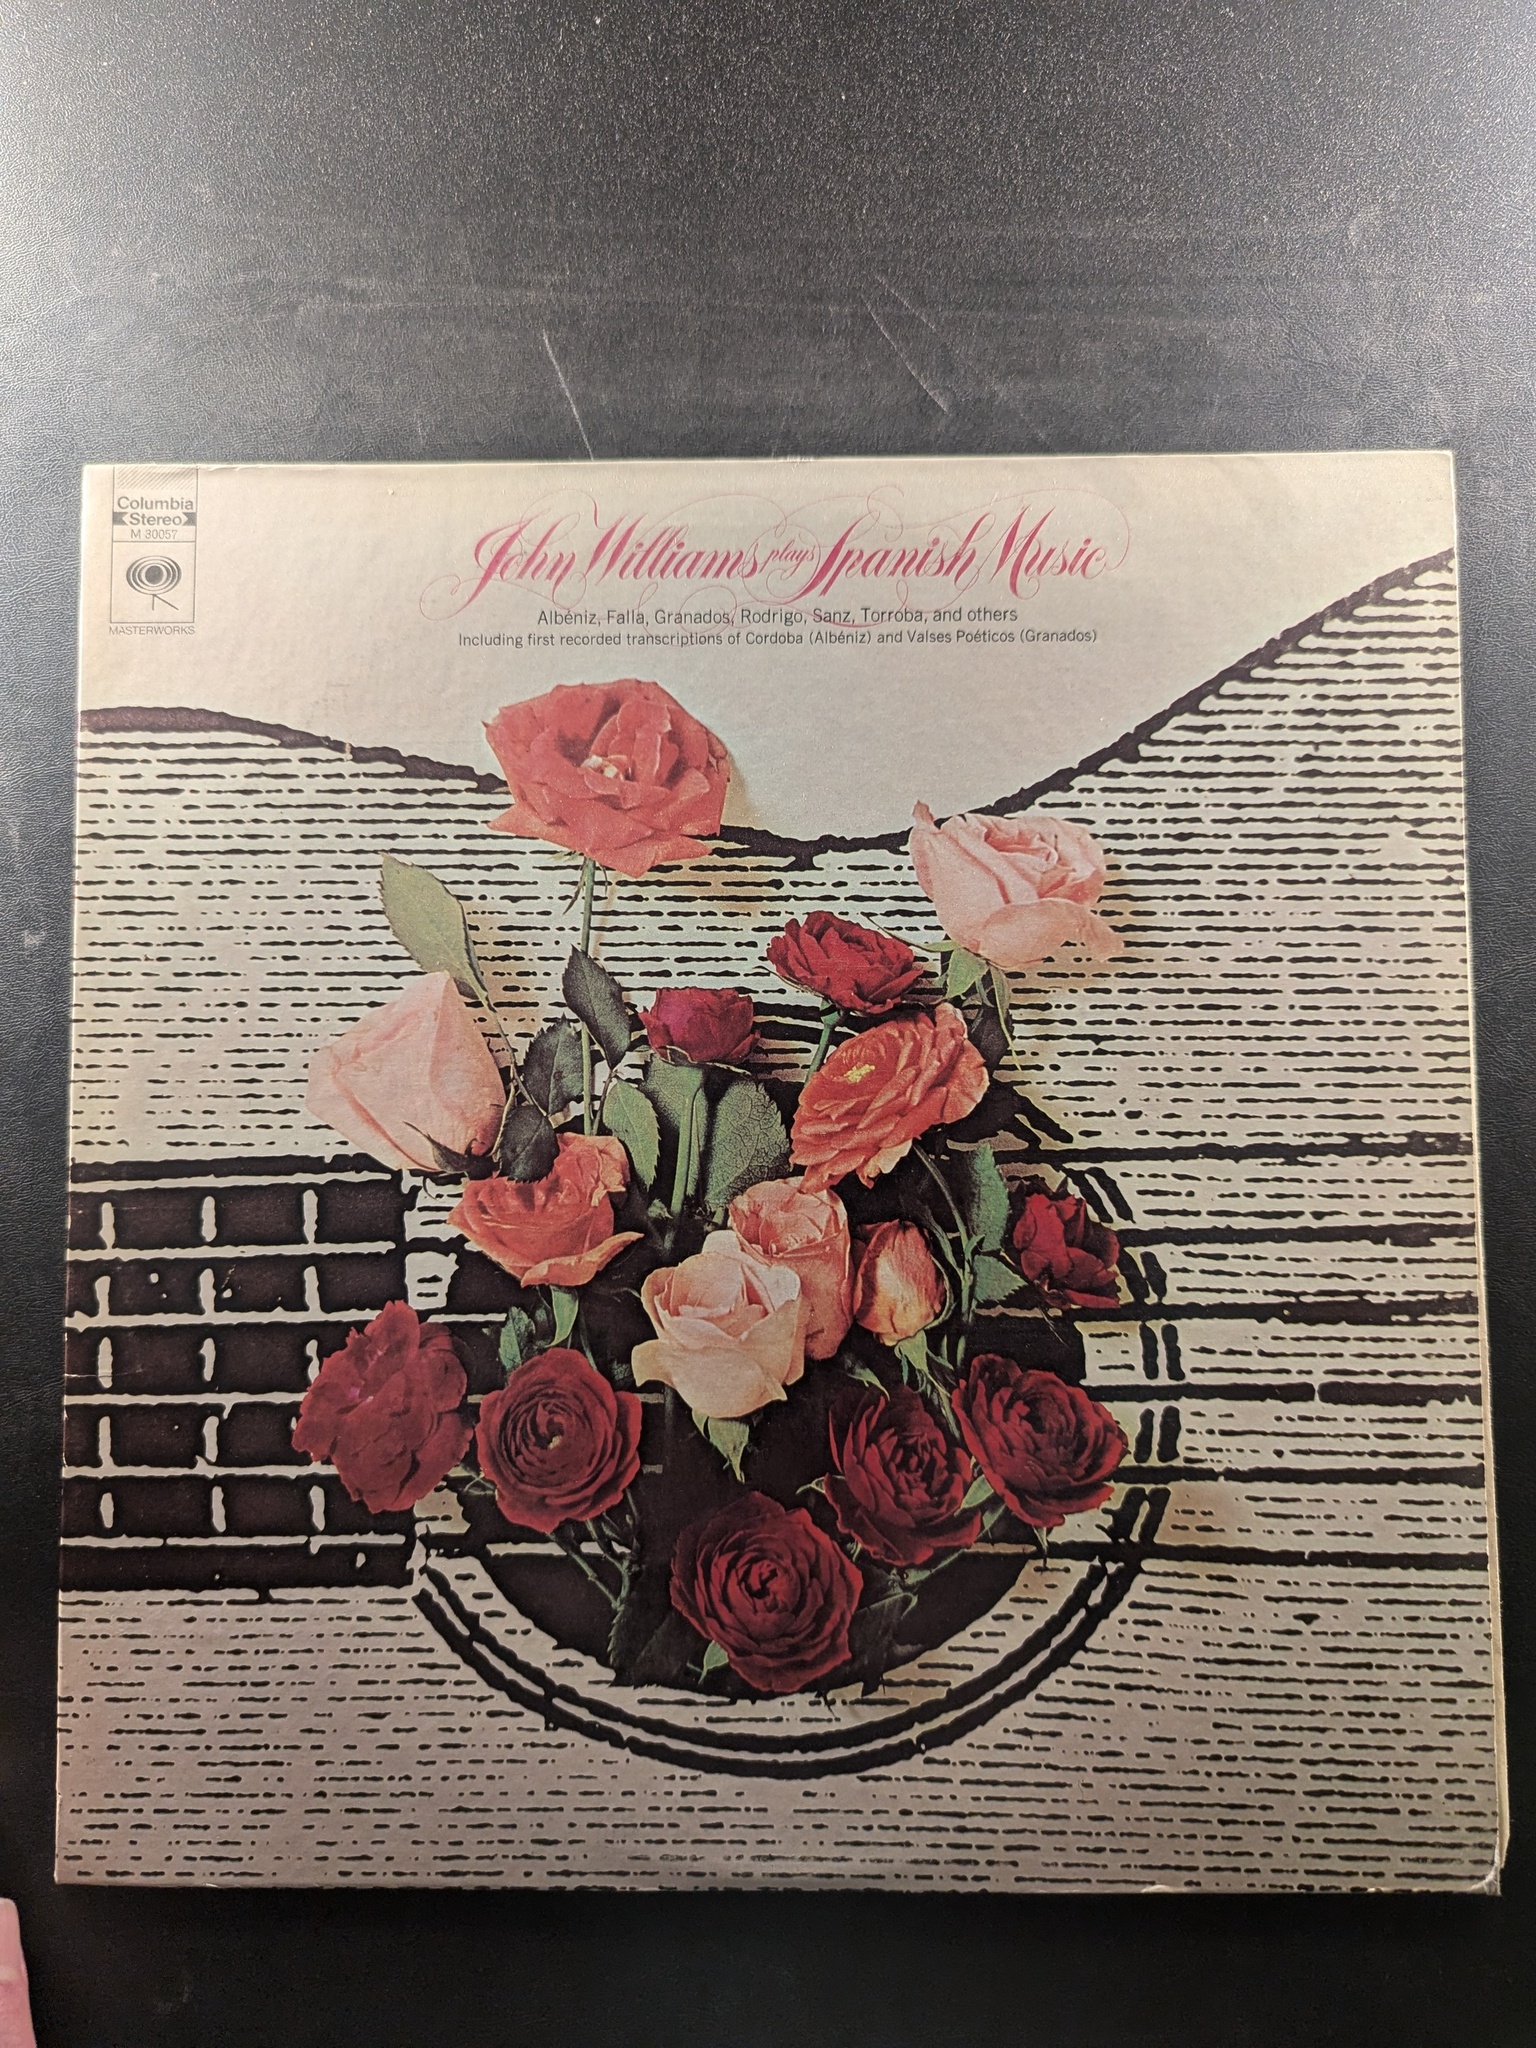 Columbia
Stereo
M 30057
MASTERWORKS
John Williams plays Spanish Music
Albéniz, Falla, Granados, Rodrigo, Sanz, Torroba, and others
Including first recorded transcriptions of Cordoba (Albéniz) and Valses Poéticos (Granados)